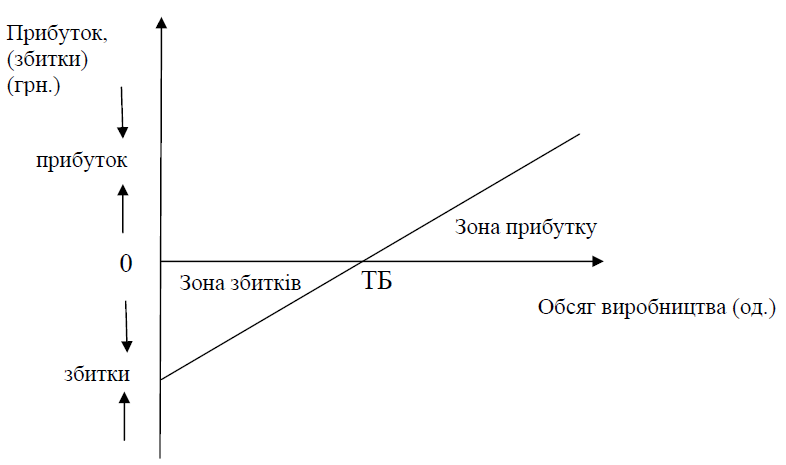 Прибуток,
(збитки)
(грн.)
прибуток
Зона прибутку
0
Зона збитків
ТБ
Обсяг виробництва (од.)
збитки